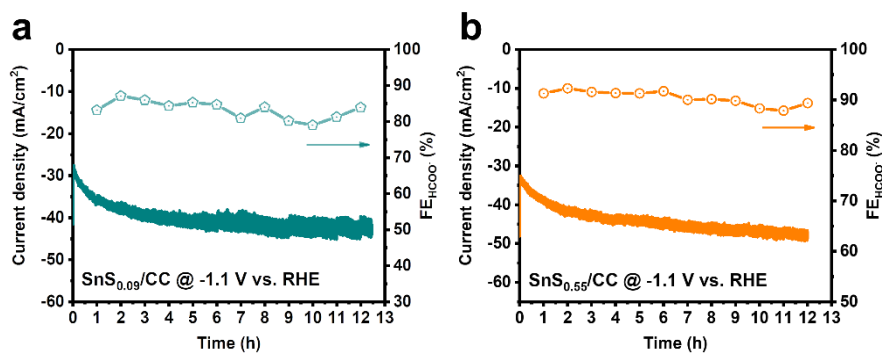 a
Current density (mA/cm²)
0
-10
-20
-30
-40
-50
-60
100
90
80
70
60
50
40
30
FE_HCOO⁻ (%)
SnS₀.₀₉/CC @ -1.1 V vs. RHE
0 1 2 3 4 5 6 7 8 9 10 11 12 13
Time (h)
b
Current density (mA/cm²)
0
-10
-20
-30
-40
-50
-60
100
90
80
70
60
50
FE_HCOO⁻ (%)
SnS₀.₅₅/CC @ -1.1 V vs. RHE
0 1 2 3 4 5 6 7 8 9 10 11 12 13
Time (h)